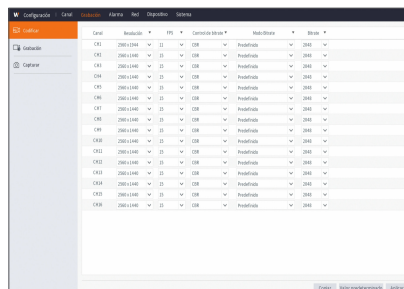 W Configuración Canal Grabación Alarma Red Dispositivo Sistema
Codificar
Grabación
Capturar
Canal Resolución FPS Control de bitrate Modo Bitrate Bitrate
CH1 2560 x 1944 12 CBR Predefinido 2048
CH2 2560 x 1440 15 CBR Predefinido 2048
CH3 2560 x 1440 15 CBR Predefinido 2048
CH4 2560 x 1440 15 CBR Predefinido 2048
CH5 2560 x 1440 15 CBR Predefinido 2048
CH6 2560 x 1440 15 CBR Predefinido 2048
CH7 2560 x 1440 15 CBR Predefinido 2048
CH8 2560 x 1440 15 CBR Predefinido 2048
CH9 2560 x 1440 15 CBR Predefinido 2048
CH10 2560 x 1440 15 CBR Predefinido 2048
CH11 2560 x 1440 15 CBR Predefinido 2048
CH12 2560 x 1440 15 CBR Predefinido 2048
CH13 2560 x 1440 15 CBR Predefinido 2048
CH14 2560 x 1440 15 CBR Predefinido 2048
CH15 2560 x 1440 15 CBR Predefinido 2048
CH16 2560 x 1440 15 CBR Predefinido 2048
Copiar Valor predeterminado Aplicar